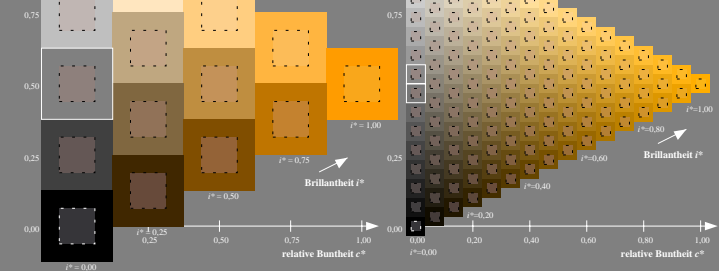 0,75
0,50
0,25
0,00
i* = 1,00
i* = 0,75
Brillantheit i*
i* = 0,50
i* = 0,25
0,25
0,50
0,75
1,00
relative Buntheit c*
i* = 0,00
0,75
0,50
0,25
0,00
i*=1,00
i*=0,80
Brillantheit i*
i*=0,60
i*=0,40
i*=0,20
0,00
0,20
0,40
0,60
0,80
1,00
i*=0,00
relative Buntheit c*